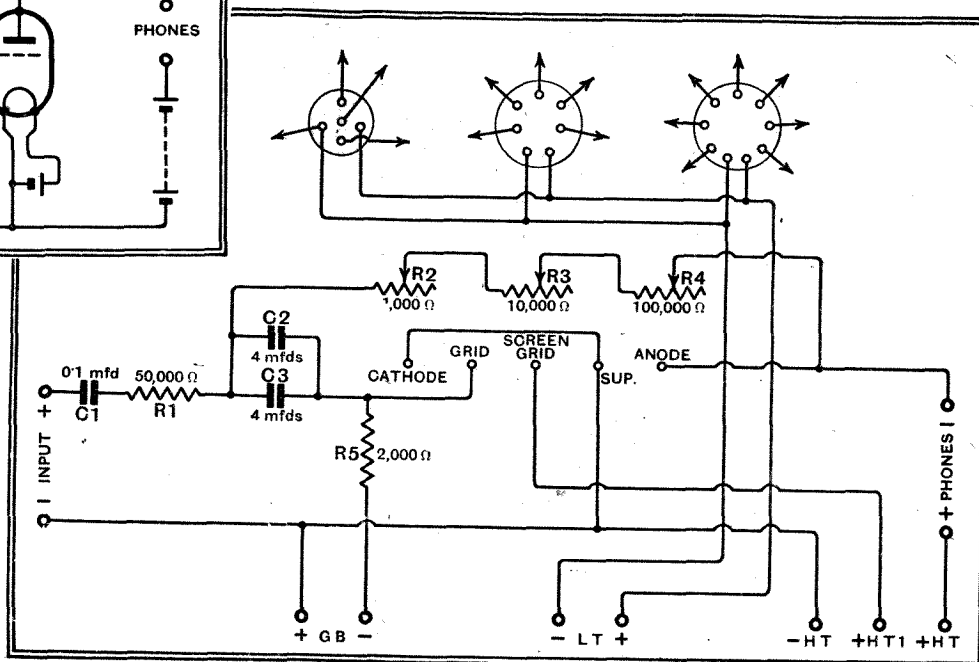 PHONES
R2
1,000 Ω
R3
10,000 Ω
R4
100,000 Ω
C2
4 mfds
C3
4 mfds
0·1 mfd
C1
50,000 Ω
R1
CATHODE
GRID
SCREEN
GRID
SUP.
ANODE
R5
2,000 Ω
+ INPUT −
+ PHONES −
+ GB −
− LT +
−HT
+HT1
+HT